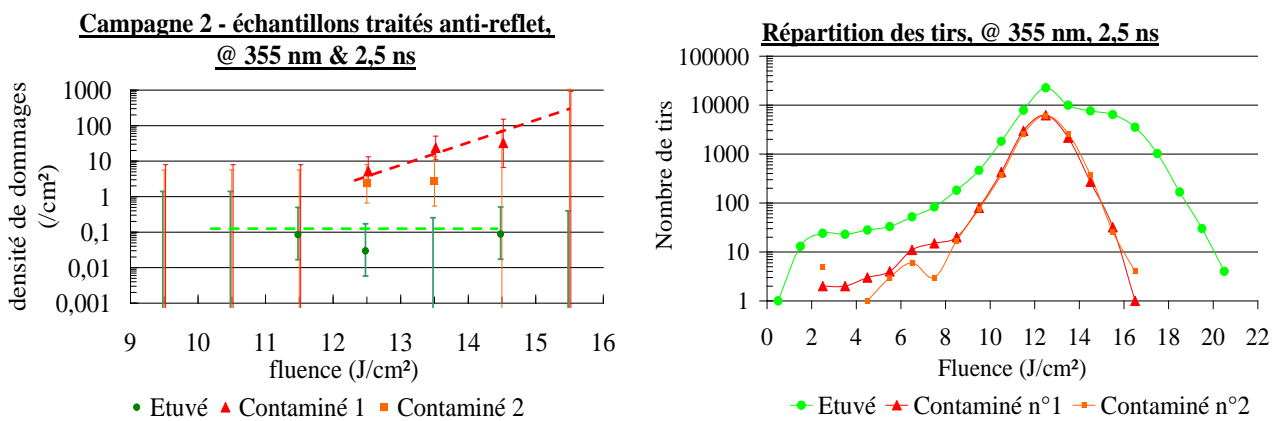 Campagne 2 - échantillons traités anti-reflet,
@ 355 nm & 2,5 ns
densité de dommages
(/cm²)
1000
100
10
1
0,1
0,01
0,001
9 10 11 12 13 14 15 16
fluence (J/cm²)
Etuvé Contaminé 1 Contaminé 2
Répartition des tirs, @ 355 nm, 2,5 ns
Nombre de tirs
100000
10000
1000
100
10
1
0 2 4 6 8 10 12 14 16 18 20 22
Fluence (J/cm²)
Etuvé Contaminé n°1 Contaminé n°2